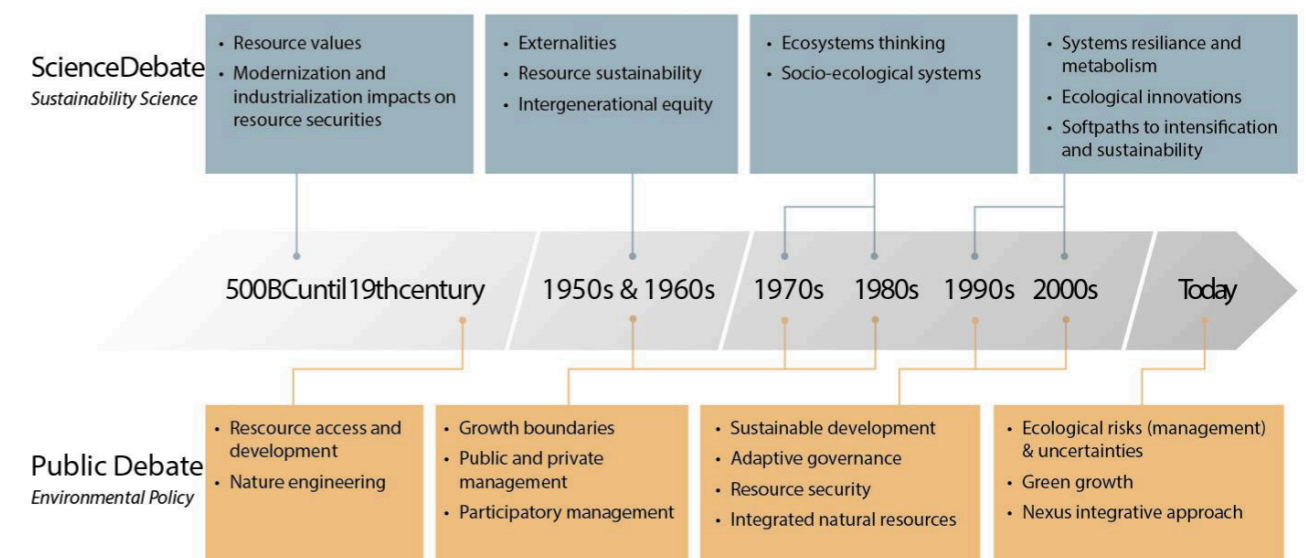 ScienceDebate
Sustainability Science
• Resource values
• Modernization and
industrialization impacts on
resource securities
• Externalities
• Resource sustainability
• Intergenerational equity
• Ecosystems thinking
• Socio-ecological systems
• Systems resiliance and
metabolism
• Ecological innovations
• Softpaths to intensification
and sustainability
500BCuntil19thcentury
1950s & 1960s
1970s
1980s
1990s
2000s
Today
Public Debate
Environmental Policy
• Rescource access and
development
• Nature engineering
• Growth boundaries
• Public and private
management
• Participatory management
• Sustainable development
• Adaptive governance
• Resource security
• Integrated natural resources
• Ecological risks (management)
& uncertainties
• Green growth
• Nexus integrative approach